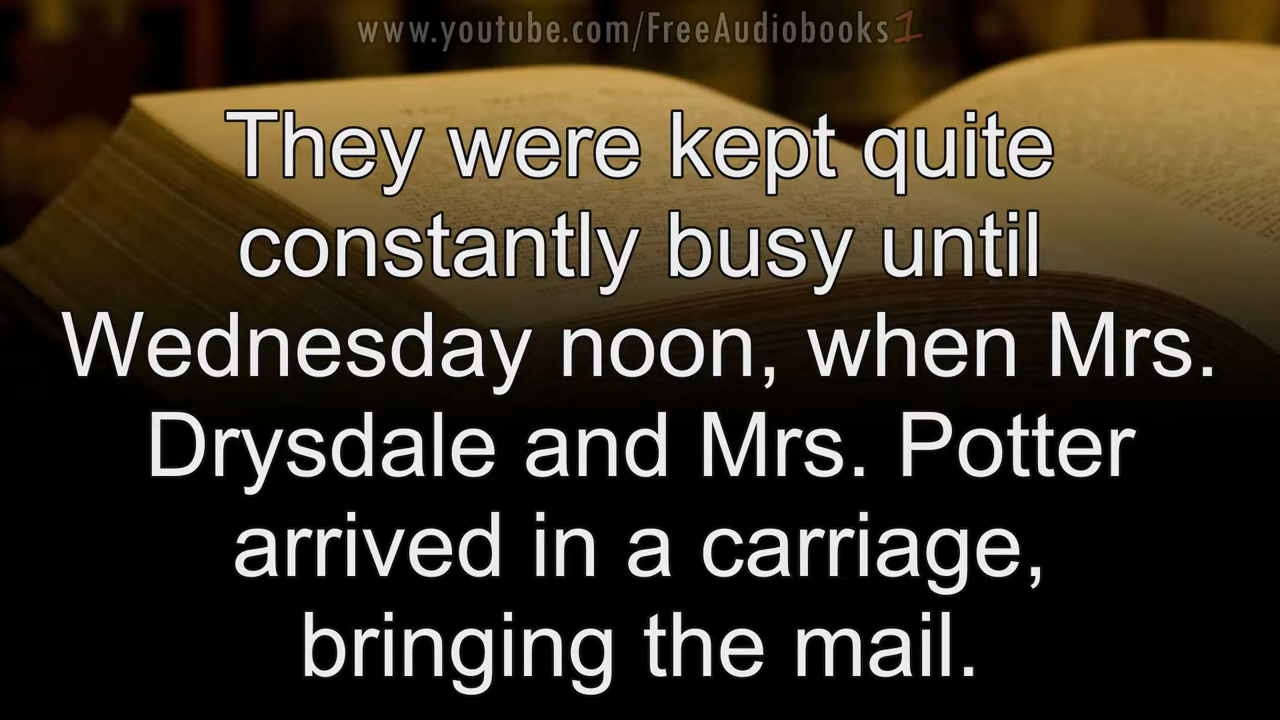 www.youtube.com/FreeAudiobooks1
They were kept quite
constantly busy until
Wednesday noon, when Mrs.
Drysdale and Mrs. Potter
arrived in a carriage,
bringing the mail.